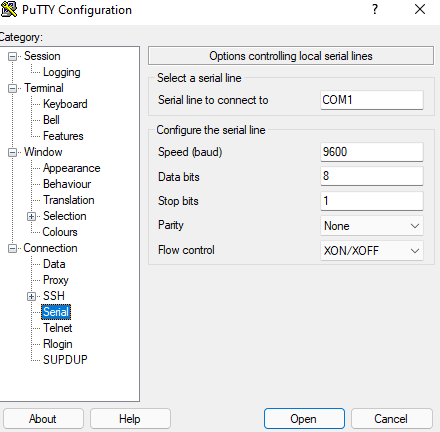 PuTTY Configuration
Category:
Session
Logging
Terminal
Keyboard
Bell
Features
Window
Appearance
Behaviour
Translation
Selection
Colours
Connection
Data
Proxy
SSH
Serial
Telnet
Rlogin
SUPDUP
Options controlling local serial lines
Select a serial line
Serial line to connect to COM1
Configure the serial line
Speed (baud) 9600
Data bits 8
Stop bits 1
Parity None
Flow control XON/XOFF
About Help Open Cancel